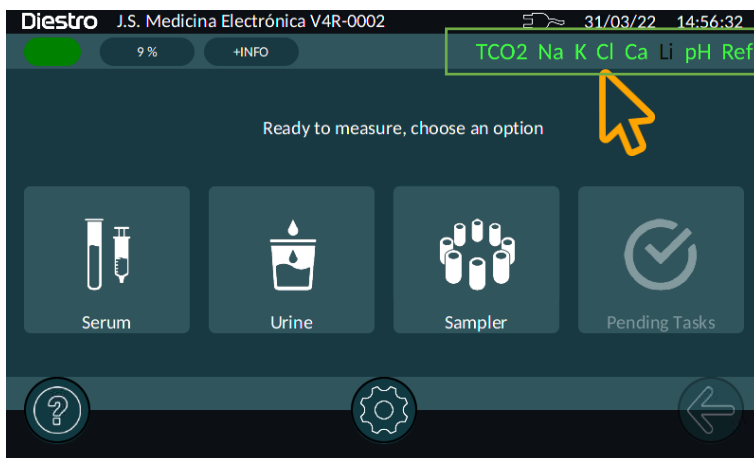 Diestro J.S. Medicina Electrónica V4R-0002 31/03/22 14:56:32
9 % +INFO TCO2 Na K Cl Ca Li pH Ref
Ready to measure, choose an option
Serum Urine Sampler Pending Tasks
?